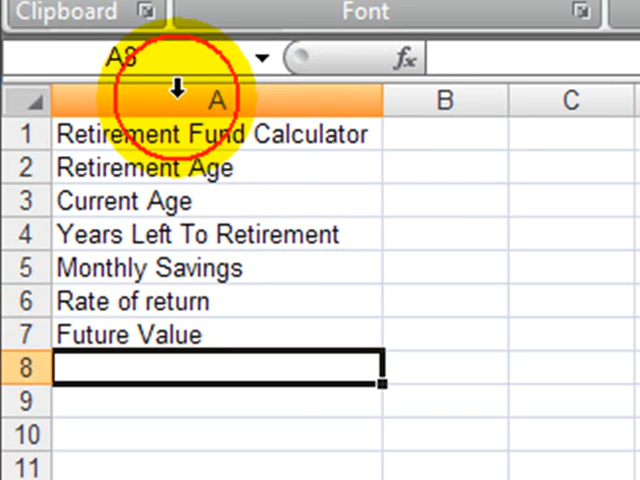 Clipboard Font
A8 fx
A B C
1 Retirement Fund Calculator
2 Retirement Age
3 Current Age
4 Years Left To Retirement
5 Monthly Savings
6 Rate of return
7 Future Value
8
9
10
11